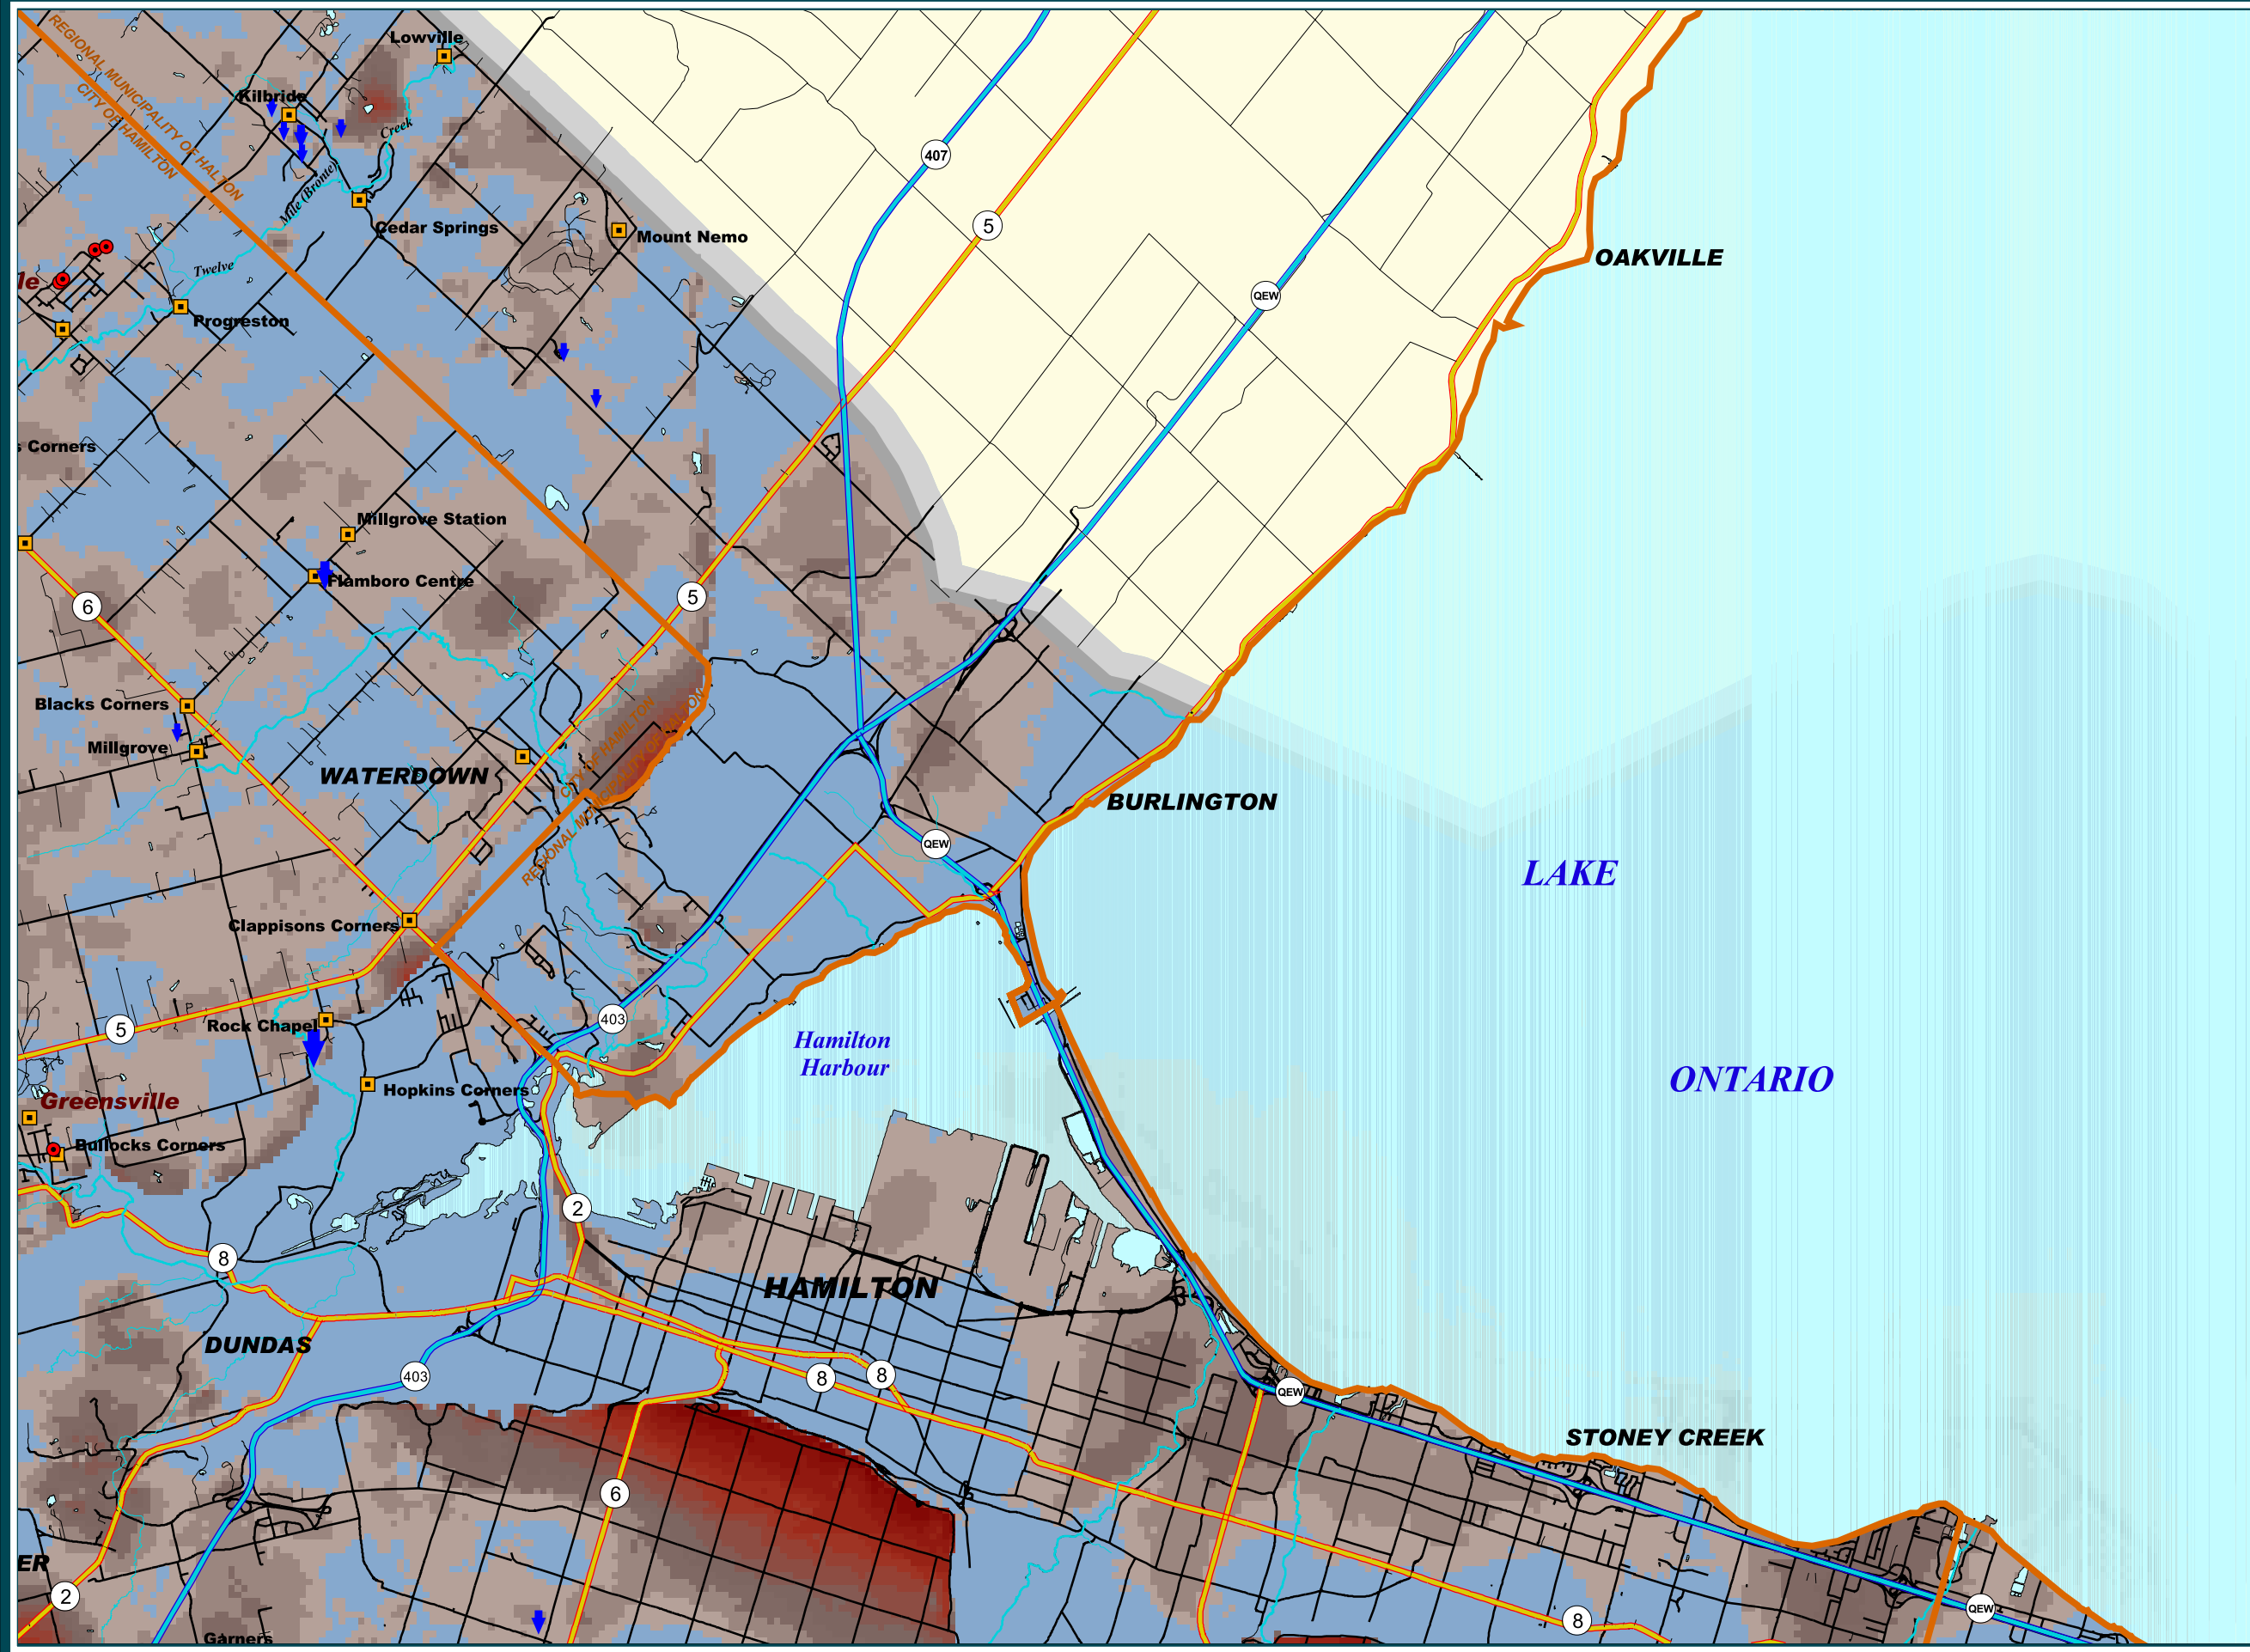 Lowville
REGIONAL MUNICIPALITY OF HALTON
CITY OF HAMILTON
Kilbride
Creek
407
Mile (Bronte)
5
Cedar Springs
Mount Nemo
OAKVILLE
Twelve
le
QEW
Progreston
s Corners
Millgrove Station
Flamboro Centre
6
5
Blacks Corners
CITY OF HAMILTON
REGIONAL MUNICIPALITY OF HALTON
Millgrove
WATERDOWN
BURLINGTON
QEW
LAKE
Clappisons Corners
403
Rock Chapel
5
Hamilton
Harbour
ONTARIO
Hopkins Corners
Greensville
Bullocks Corners
2
8
HAMILTON
DUNDAS
403
8
8
QEW
STONEY CREEK
6
ER
2
QEW
8
Garners